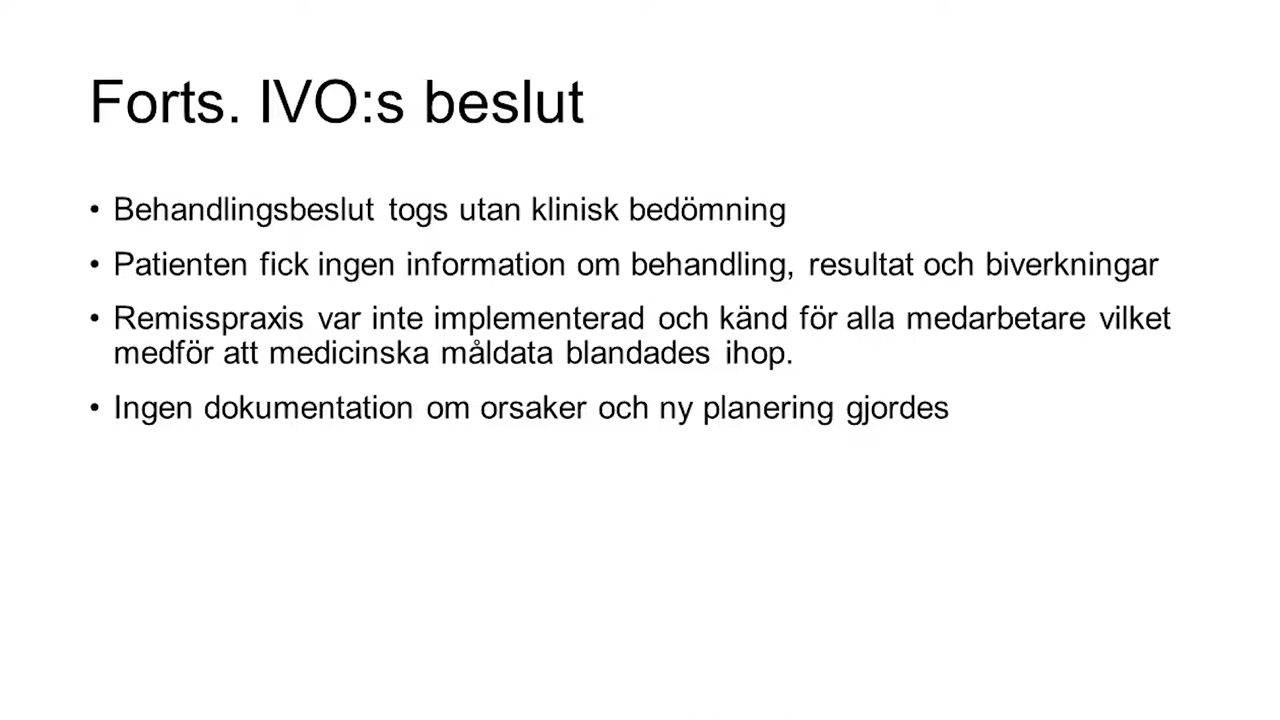 Forts. IVO:s beslut
• Behandlingsbeslut togs utan klinisk bedömning
• Patienten fick ingen information om behandling, resultat och biverkningar
• Remisspraxis var inte implementerad och känd för alla medarbetare vilket
medför att medicinska måldata blandades ihop.
• Ingen dokumentation om orsaker och ny planering gjordes